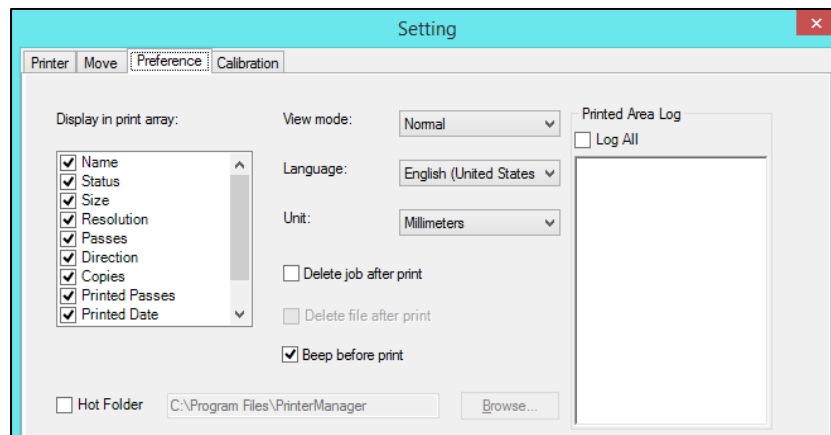 Setting
Printer Move Preference Calibration
Display in print array:
Name
Status
Size
Resolution
Passes
Direction
Copies
Printed Passes
Printed Date
View mode: Normal
Language: English (United States
Unit: Millimeters
Delete job after print
Delete file after print
Beep before print
Printed Area Log
Log All
Hot Folder C:\Program Files\PrinterManager Browse...